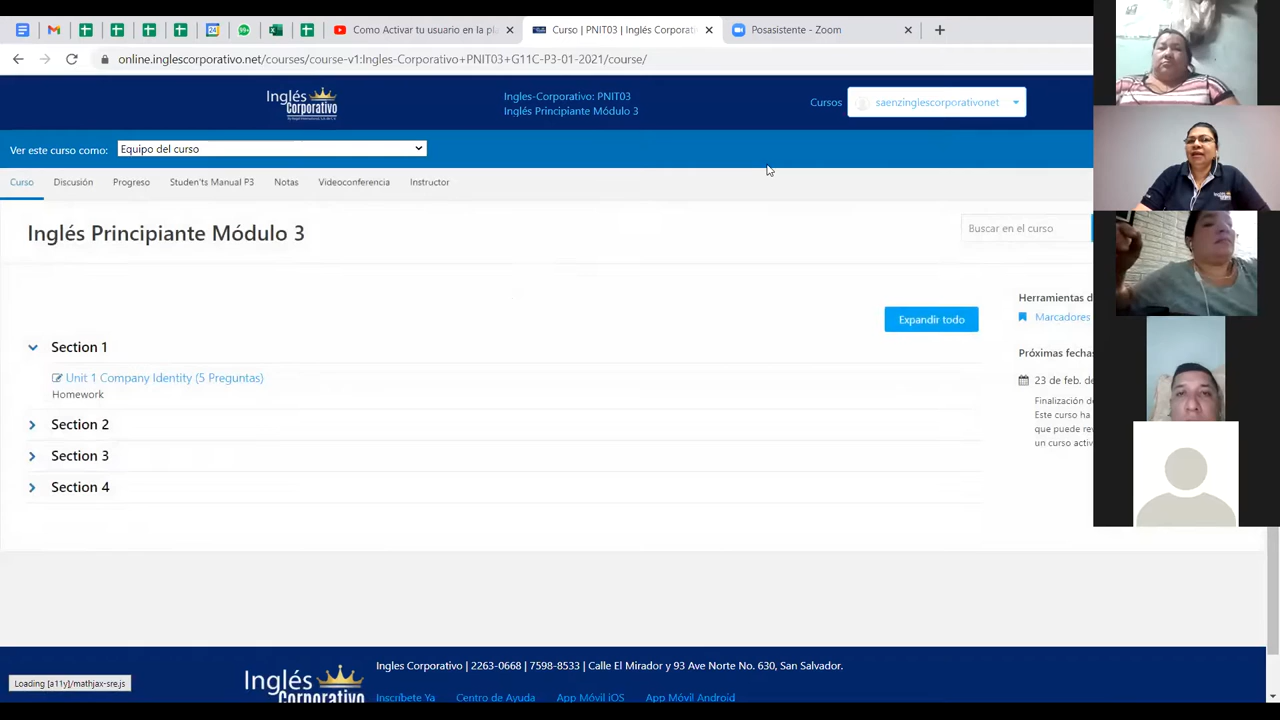 Como Activar tu usuario en la pl
Curso | PNIT03 | Inglés Corporat
Posasistente - Zoom
online.inglescorporativo.net/courses/course-v1:Ingles-Corporativo+PNIT03+G11C-P3-01-2021/course/
Inglés
Corporativo
Ingles-Corporativo: PNIT03
Inglés Principiante Módulo 3
Cursos
saenzinglescorporativonet
Ver este curso como:
Equipo del curso
Curso
Discusión
Progreso
Studen'ts Manual P3
Notas
Videoconferencia
Instructor
Inglés Principiante Módulo 3
Buscar en el curso
Expandir todo
Herramientas d
Marcadores
Section 1
Unit 1 Company Identity (5 Preguntas)
Homework
Section 2
Section 3
Section 4
Próximas fechas
23 de feb. de
Finalización de
Este curso ha
que puede rev
un curso activ
Loading [a11y]/mathjax-sre.js
Inglés
Corporativo
Ingles Corporativo | 2263-0668 | 7598-8533 | Calle El Mirador y 93 Ave Norte No. 630, San Salvador.
Inscríbete Ya
Centro de Ayuda
App Móvil iOS
App Móvil Android